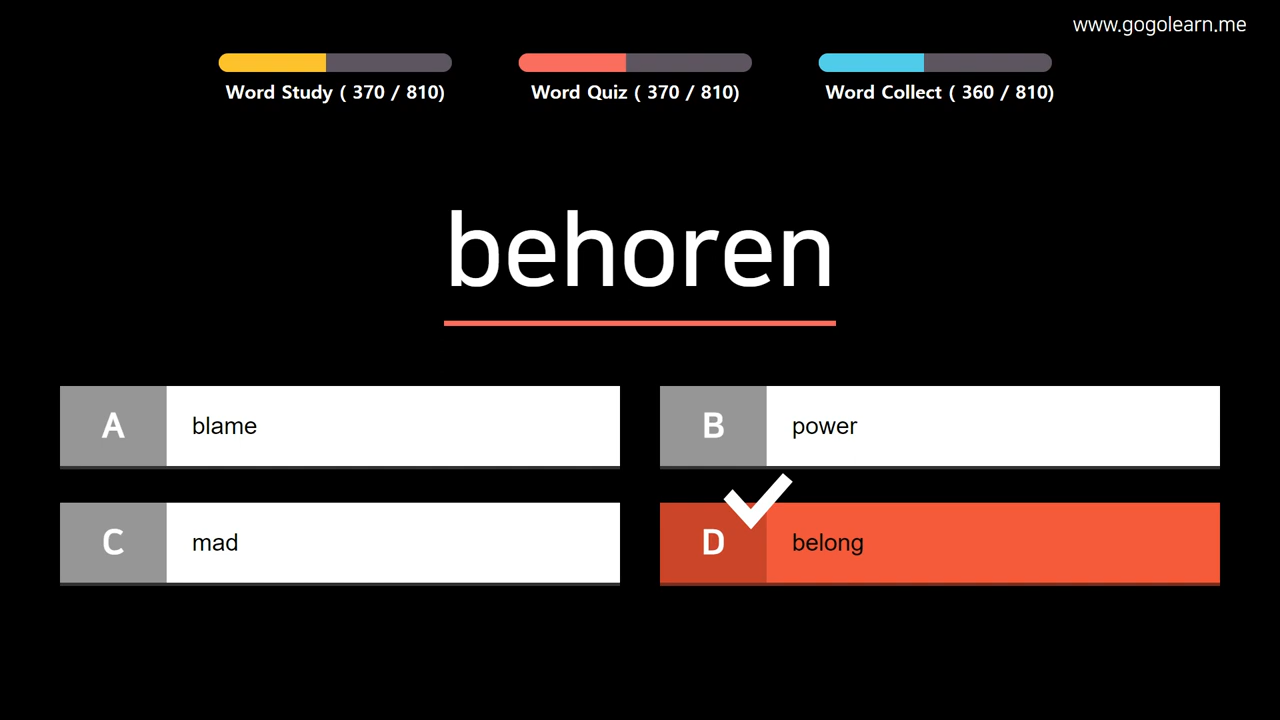 www.gogolearn.me
Word Study ( 370 / 810)
Word Quiz ( 370 / 810)
Word Collect ( 360 / 810)
behoren
A blame
B power
C mad
D belong